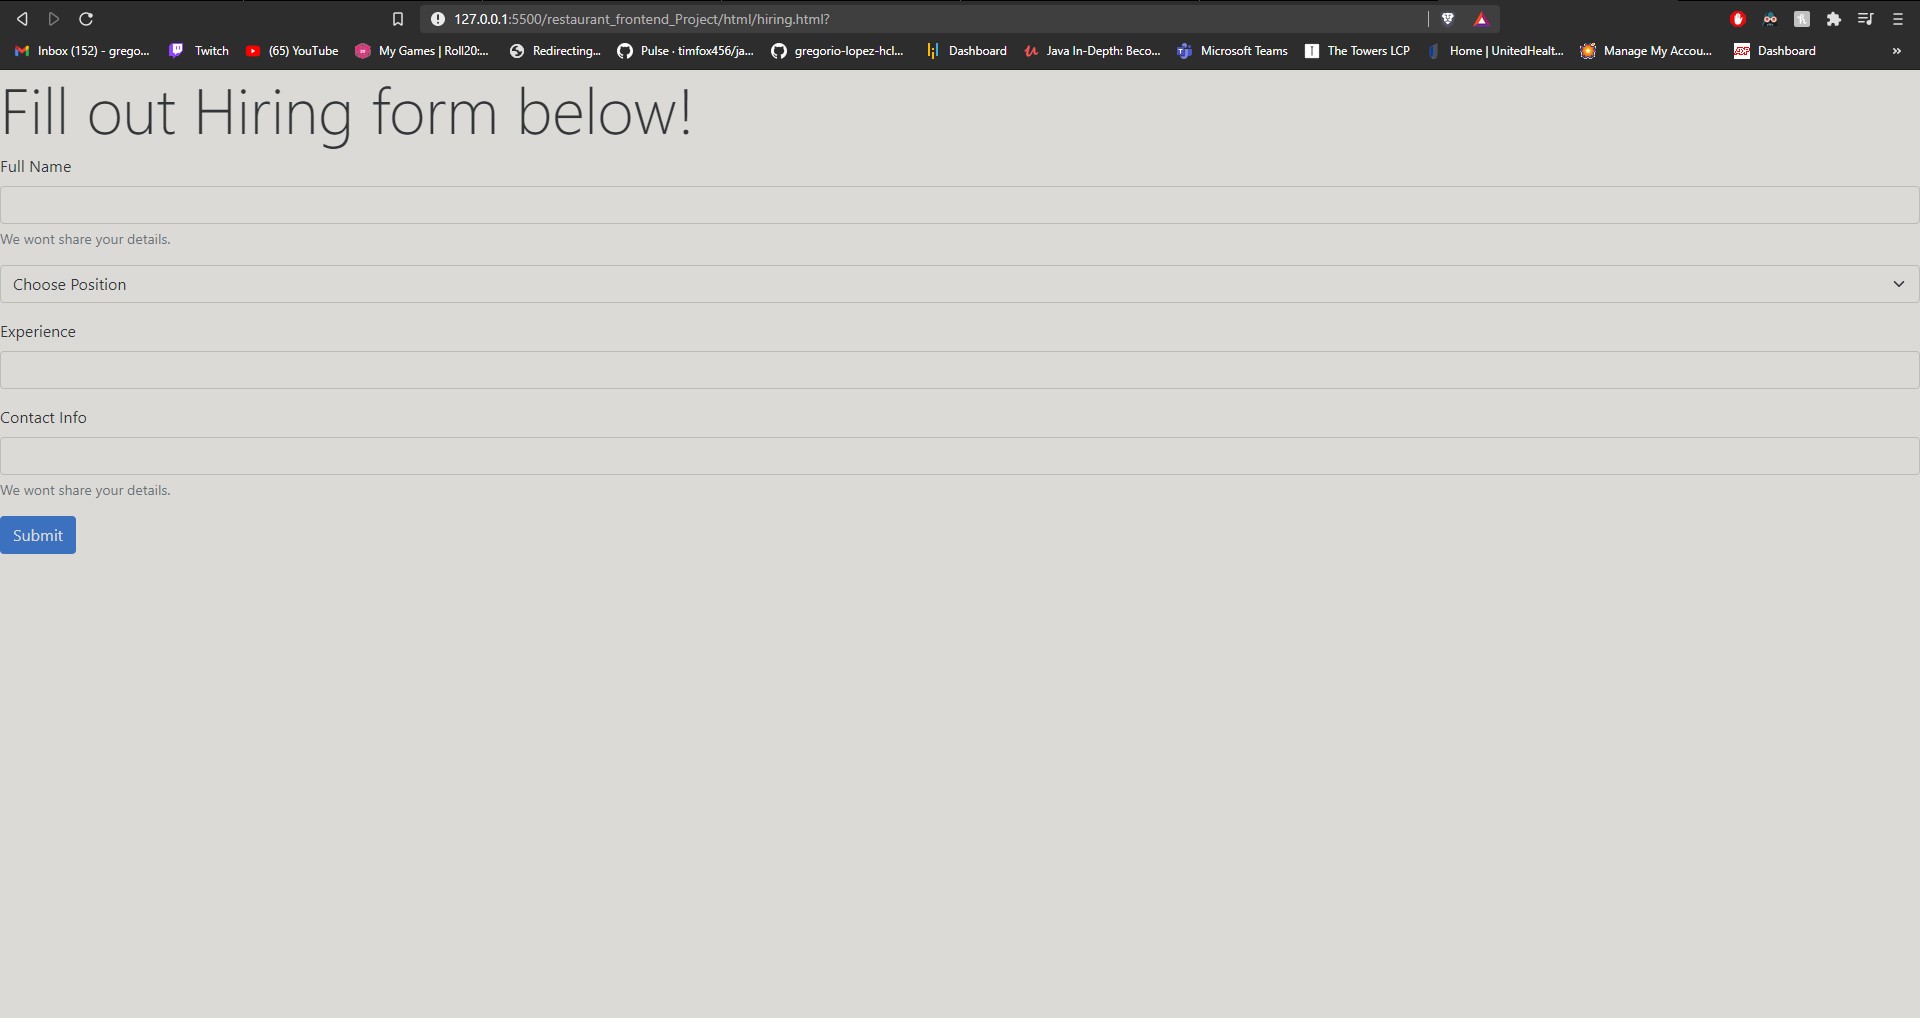 127.0.0.1:5500/restaurant_frontend_Project/html/hiring.html?
Inbox (152) - grego... Twitch (65) YouTube My Games | Roll20:... Redirecting... Pulse · timfox456/ja... gregorio-lopez-hcl... Dashboard Java In-Depth: Beco... Microsoft Teams The Towers LCP Home | UnitedHealt... Manage My Accou... Dashboard »
Fill out Hiring form below!
Full Name
We wont share your details.
Choose Position
Experience
Contact Info
We wont share your details.
Submit